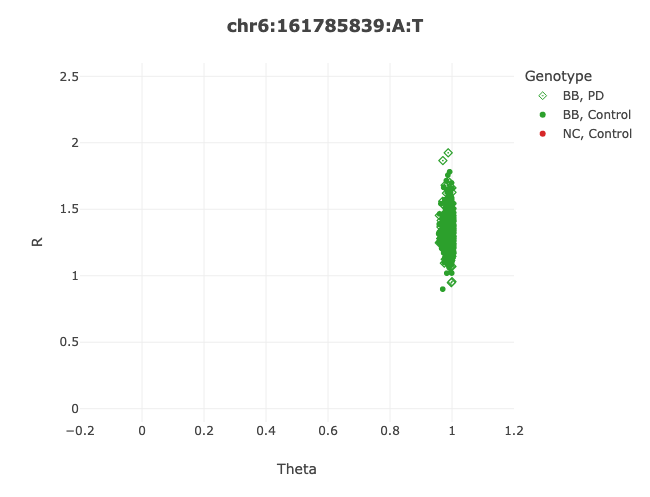 chr6:161785839:A:T
Genotype
BB, PD
BB, Control
NC, Control
2.5
2
1.5
1
0.5
0
R
−0.2 0 0.2 0.4 0.6 0.8 1 1.2
Theta